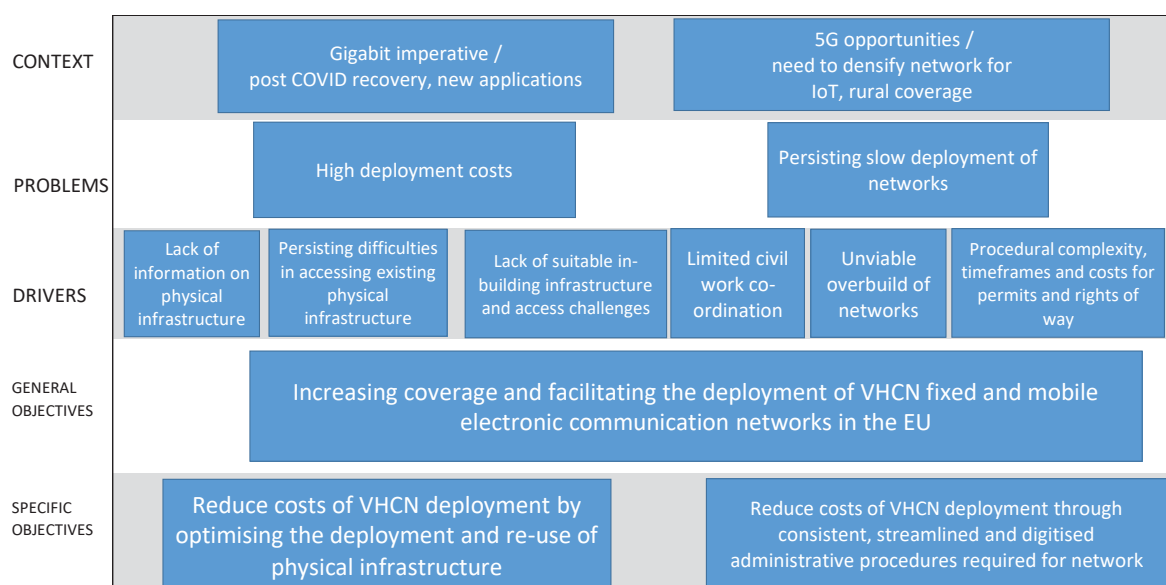 CONTEXT
Gigabit imperative /
post COVID recovery, new applications
5G opportunities /
need to densify network for
IoT, rural coverage
PROBLEMS
High deployment costs
Persisting slow deployment of
networks
DRIVERS
Lack of
information on
physical
infrastructure
Persisting difficulties
in accessing existing
physical
infrastructure
Lack of suitable in-
building infrastructure
and access challenges
Limited civil
work co-
ordination
Unviable
overbuild of
networks
Procedural complexity,
timeframes and costs for
permits and rights of
way
GENERAL
OBJECTIVES
Increasing coverage and facilitating the deployment of VHCN fixed and mobile
electronic communication networks in the EU
SPECIFIC
OBJECTIVES
Reduce costs of VHCN deployment by
optimising the deployment and re-use of
physical infrastructure
Reduce costs of VHCN deployment through
consistent, streamlined and digitised
administrative procedures required for network